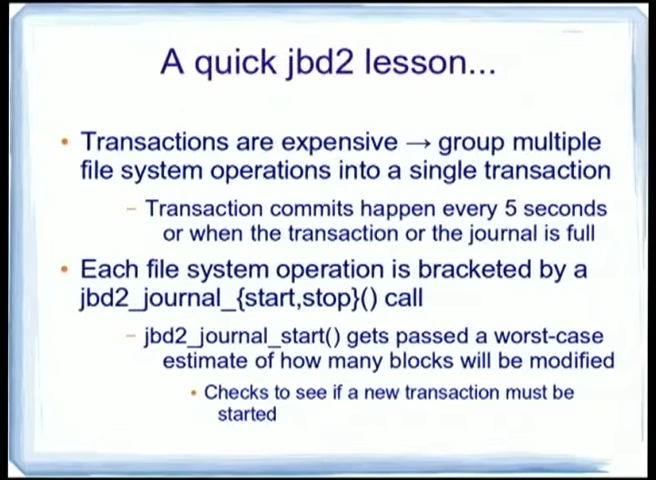 A quick jbd2 lesson...
• Transactions are expensive → group multiple
file system operations into a single transaction
– Transaction commits happen every 5 seconds
or when the transaction or the journal is full
• Each file system operation is bracketed by a
jbd2_journal_{start,stop}() call
– jbd2_journal_start() gets passed a worst-case
estimate of how many blocks will be modified
• Checks to see if a new transaction must be
started